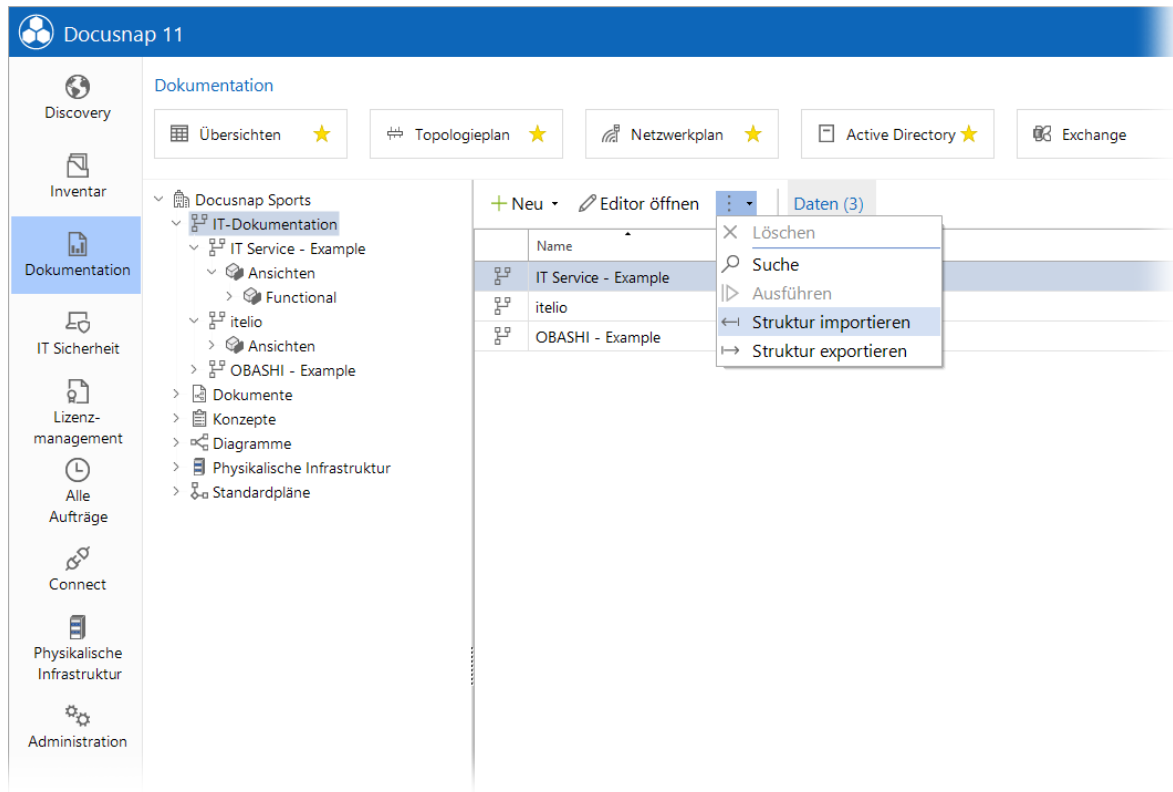 Docusnap 11
Discovery
Inventar
Dokumentation
IT Sicherheit
Lizenz-
management
Alle
Aufträge
Connect
Physikalische
Infrastruktur
Administration
Dokumentation
Übersichten
Topologieplan
Netzwerkplan
Active Directory
Exchange
Docusnap Sports
IT-Dokumentation
IT Service - Example
Ansichten
Functional
itelio
Ansichten
OBASHI - Example
Dokumente
Konzepte
Diagramme
Physikalische Infrastruktur
Standardpläne
Neu
Editor öffnen
Daten (3)
Name
IT Service - Example
itelio
OBASHI - Example
Löschen
Suche
Ausführen
Struktur importieren
Struktur exportieren